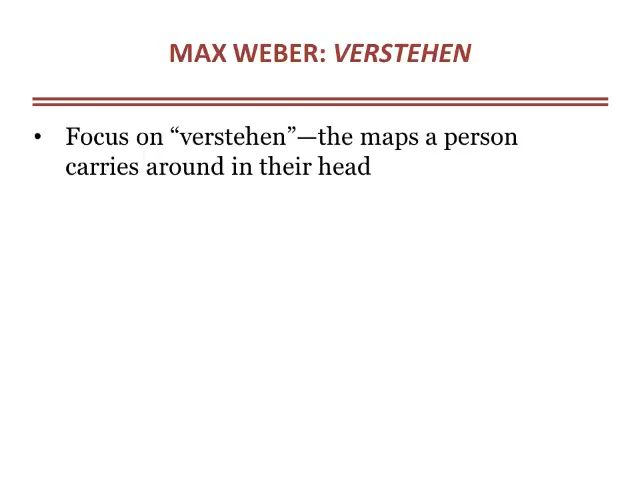 MAX WEBER: VERSTEHEN
• Focus on “verstehen”—the maps a person
carries around in their head